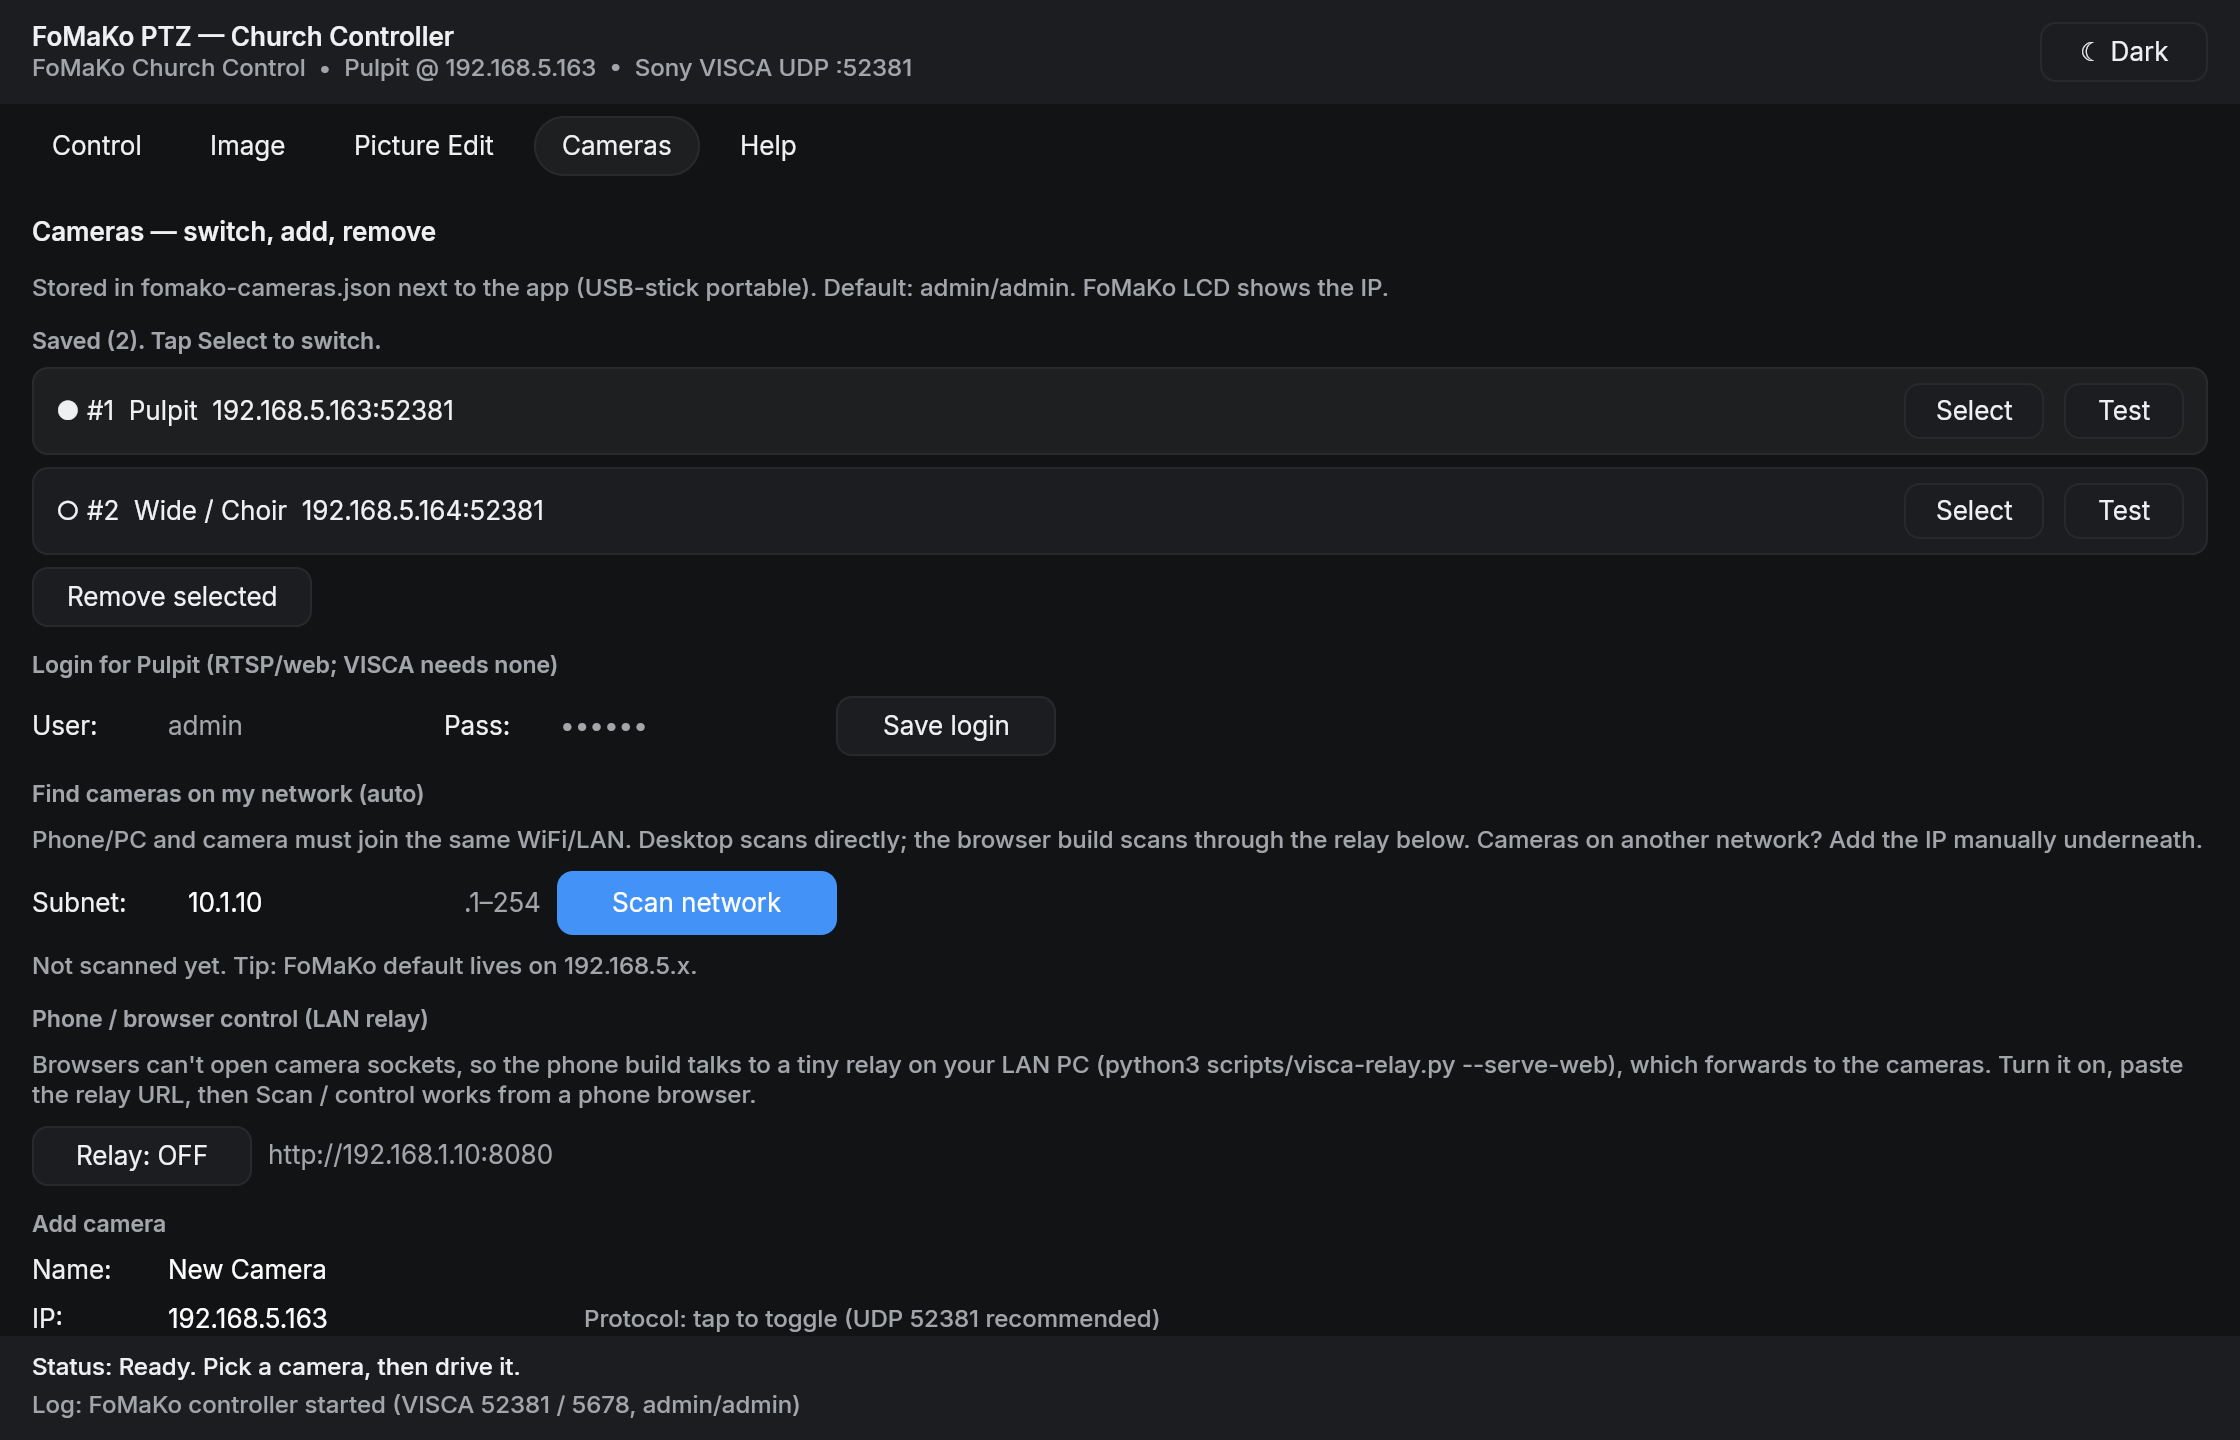 FoMaKo PTZ — Church Controller
FoMaKo Church Control • Pulpit @ 192.168.5.163 • Sony VISCA UDP :52381
☾ Dark
Control Image Picture Edit Cameras Help
Cameras — switch, add, remove
Stored in fomako-cameras.json next to the app (USB-stick portable). Default: admin/admin. FoMaKo LCD shows the IP.
Saved (2). Tap Select to switch.
● #1 Pulpit 192.168.5.163:52381 Select Test
○ #2 Wide / Choir 192.168.5.164:52381 Select Test
Remove selected
Login for Pulpit (RTSP/web; VISCA needs none)
User: admin Pass: •••••• Save login
Find cameras on my network (auto)
Phone/PC and camera must join the same WiFi/LAN. Desktop scans directly; the browser build scans through the relay below. Cameras on another network? Add the IP manually underneath.
Subnet: 10.1.10 .1–254 Scan network
Not scanned yet. Tip: FoMaKo default lives on 192.168.5.x.
Phone / browser control (LAN relay)
Browsers can't open camera sockets, so the phone build talks to a tiny relay on your LAN PC (python3 scripts/visca-relay.py --serve-web), which forwards to the cameras. Turn it on, paste
the relay URL, then Scan / control works from a phone browser.
Relay: OFF http://192.168.1.10:8080
Add camera
Name: New Camera
IP: 192.168.5.163 Protocol: tap to toggle (UDP 52381 recommended)
Status: Ready. Pick a camera, then drive it.
Log: FoMaKo controller started (VISCA 52381 / 5678, admin/admin)